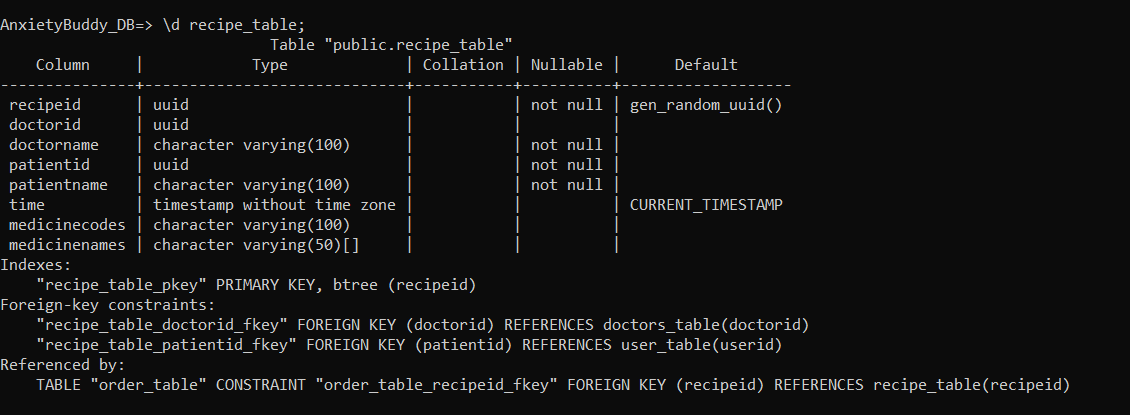 AnxietyBuddy_DB=> \d recipe_table;
                              Table "public.recipe_table"
    Column     |            Type             | Collation | Nullable |      Default
---------------+-----------------------------+-----------+----------+-------------------
 recipeid      | uuid                        |           | not null | gen_random_uuid()
 doctorid      | uuid                        |           |          |
 doctorname    | character varying(100)      |           | not null |
 patientid     | uuid                        |           | not null |
 patientname   | character varying(100)      |           | not null |
 time          | timestamp without time zone |           |          | CURRENT_TIMESTAMP
 medicinecodes | character varying(100)      |           |          |
 medicinenames | character varying(50)[]     |           |          |
Indexes:
    "recipe_table_pkey" PRIMARY KEY, btree (recipeid)
Foreign-key constraints:
    "recipe_table_doctorid_fkey" FOREIGN KEY (doctorid) REFERENCES doctors_table(doctorid)
    "recipe_table_patientid_fkey" FOREIGN KEY (patientid) REFERENCES user_table(userid)
Referenced by:
    TABLE "order_table" CONSTRAINT "order_table_recipeid_fkey" FOREIGN KEY (recipeid) REFERENCES recipe_table(recipeid)